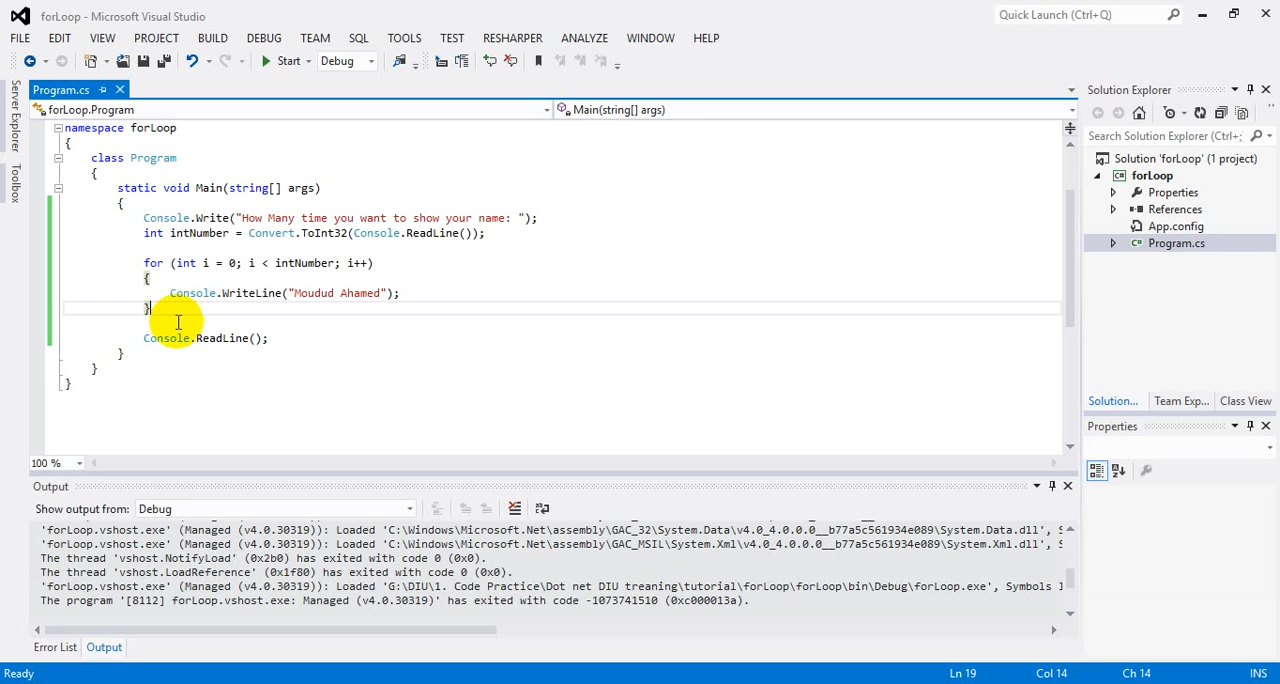 forLoop - Microsoft Visual Studio
Quick Launch (Ctrl+Q)
FILE EDIT VIEW PROJECT BUILD DEBUG TEAM SQL TOOLS TEST RESHARPER ANALYZE WINDOW HELP
Start Debug
Server Explorer
Toolbox
Program.cs
forLoop.Program
Main(string[] args)
namespace forLoop
{
class Program
{
static void Main(string[] args)
{
Console.Write("How Many time you want to show your name: ");
int intNumber = Convert.ToInt32(Console.ReadLine());
for (int i = 0; i < intNumber; i++)
{
Console.WriteLine("Moudud Ahamed");
}
Console.ReadLine();
}
}
}
100 %
Solution Explorer
Search Solution Explorer (Ctrl+;
Solution 'forLoop' (1 project)
forLoop
Properties
References
App.config
Program.cs
Solution... Team Exp... Class View
Properties
Output
Show output from: Debug
'forLoop.vshost.exe' (Managed (v4.0.30319)): Loaded 'C:\Windows\Microsoft.Net\assembly\GAC_32\System.Data\v4.0_4.0.0.0__b77a5c561934e089\System.Data.dll', S
'forLoop.vshost.exe' (Managed (v4.0.30319)): Loaded 'C:\Windows\Microsoft.Net\assembly\GAC_MSIL\System.Xml\v4.0_4.0.0.0__b77a5c561934e089\System.Xml.dll', S
The thread 'vshost.NotifyLoad' (0x2b0) has exited with code 0 (0x0).
The thread 'vshost.LoadReference' (0x1f80) has exited with code 0 (0x0).
'forLoop.vshost.exe' (Managed (v4.0.30319)): Loaded 'G:\DIU\1. Code Practice\Dot net DIU treaning\tutorial\forLoop\forLoop\bin\Debug\forLoop.exe', Symbols l
The program '[8112] forLoop.vshost.exe: Managed (v4.0.30319)' has exited with code -1073741510 (0xc000013a).
Error List Output
Ready
Ln 19 Col 14 Ch 14 INS